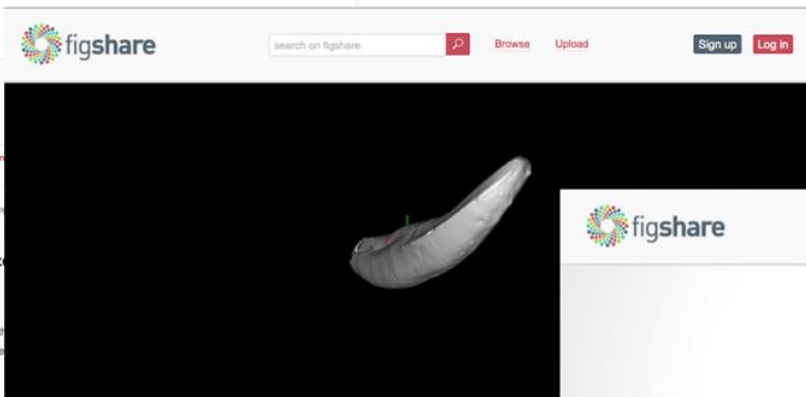 figshare
search on figshare
Browse
Upload
Sign up
Log in
figshare